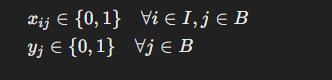 x_{ij} ∈ {0,1} ∀i ∈ I, j ∈ B
y_j ∈ {0,1} ∀j ∈ B